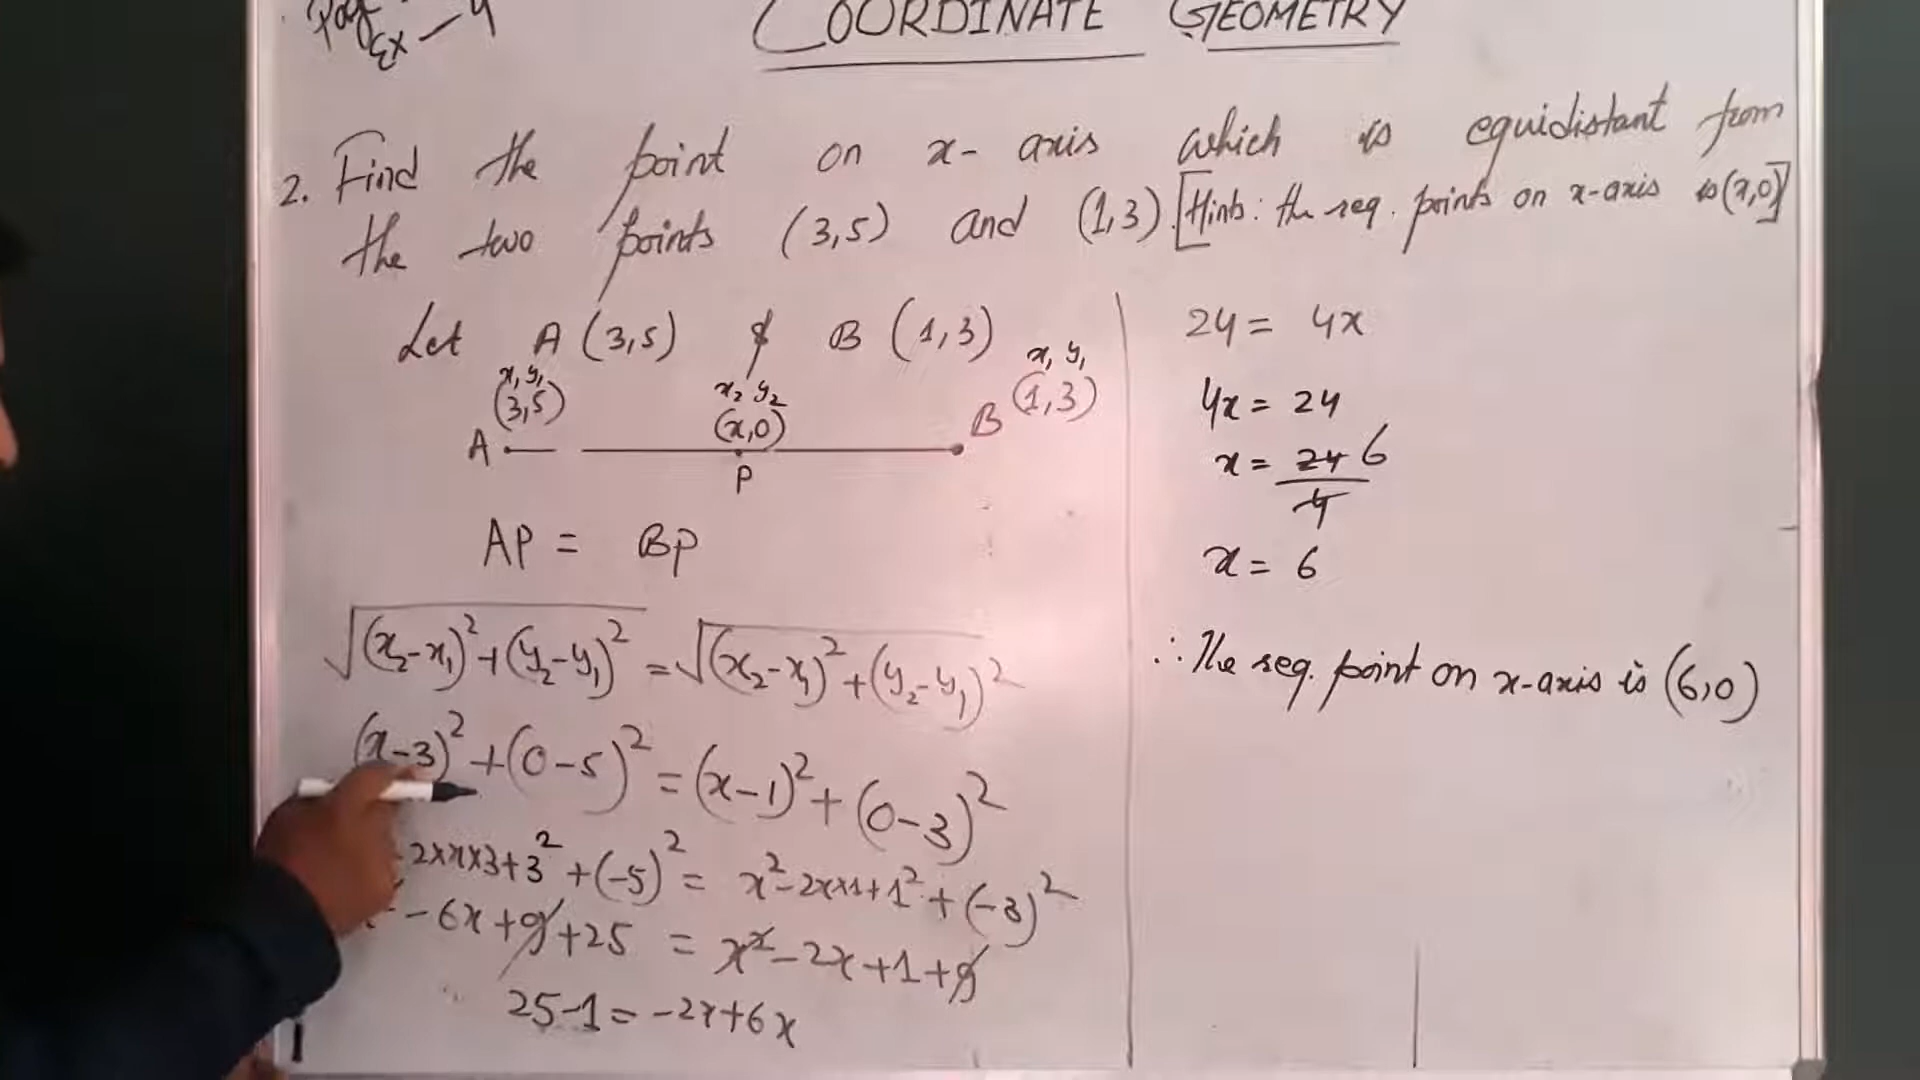 Ex - 4
COORDINATE GEOMETRY
2. Find the point on x-axis which is equidistant from
the two points (3,5) and (1,3). [Hint: the req. points on x-axis is (x,0)]
Let A (3,5) & B (1,3)
x₁ y₁
(3,5)
x₂ y₂
(x,0)
x₁ y₁
(1,3)
A
P
B
AP = BP
√(x₂-x₁)²+(y₂-y₁)² = √(x₂-x₁)²+(y₂-y₁)²
(x-3)²+(0-5)² = (x-1)²+(0-3)²
2×x×3+3²+(-5)² = x²-2×x×1+1²+(-3)²
-6x+9+25 = x²-2x+1+9
25-1 = -2x+6x
24 = 4x
4x = 24
x = 24 6
4
x = 6
∴ The req. point on x-axis is (6,0)